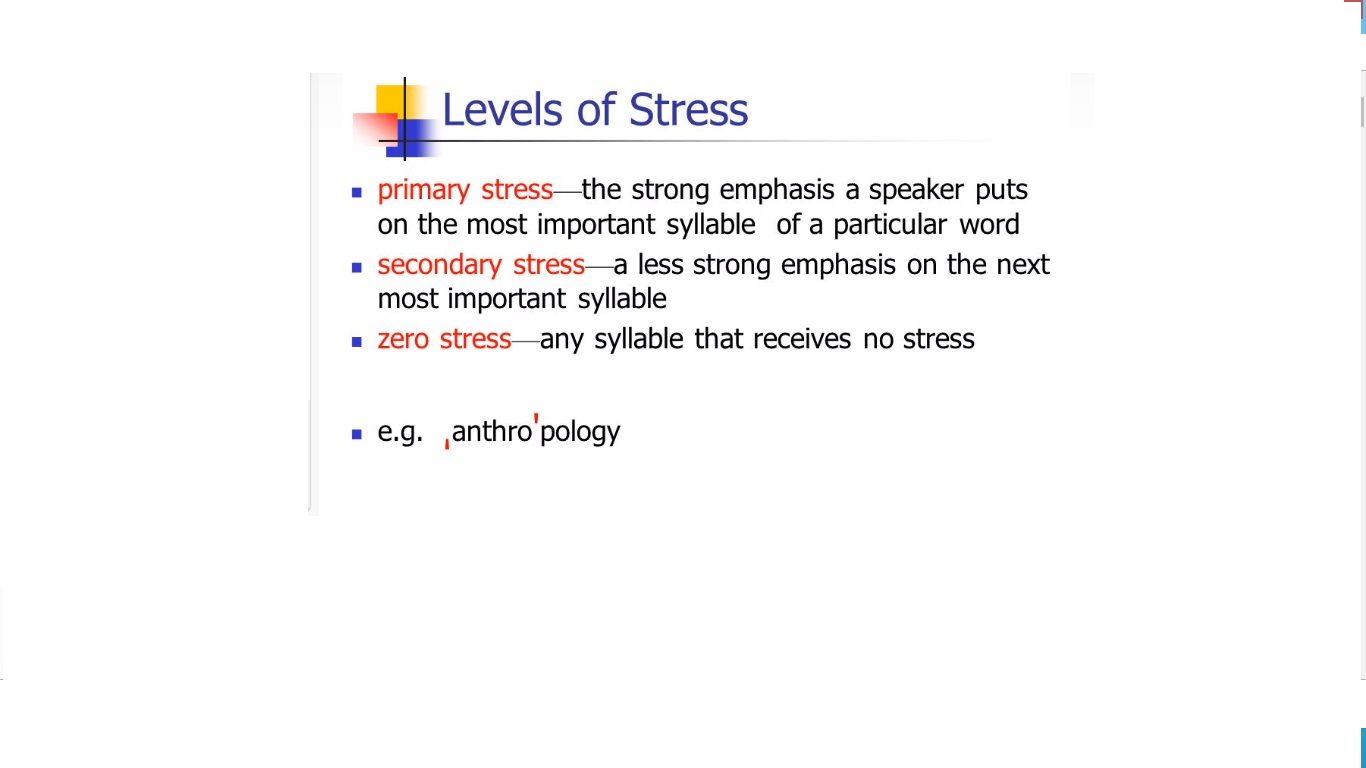 Levels of Stress
primary stress—the strong emphasis a speaker puts
on the most important syllable of a particular word
secondary stress—a less strong emphasis on the next
most important syllable
zero stress—any syllable that receives no stress
e.g. ˌanthroˈpology